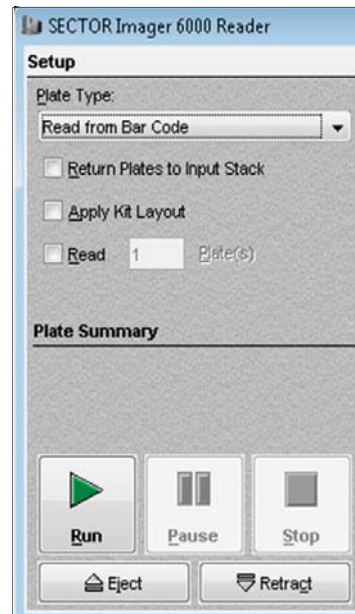 SECTOR Imager 6000 Reader
Setup
Plate Type:
Read from Bar Code
Return Plates to Input Stack
Apply Kit Layout
Read 1 Plate(s)
Plate Summary
Run Pause Stop
Eject Retract